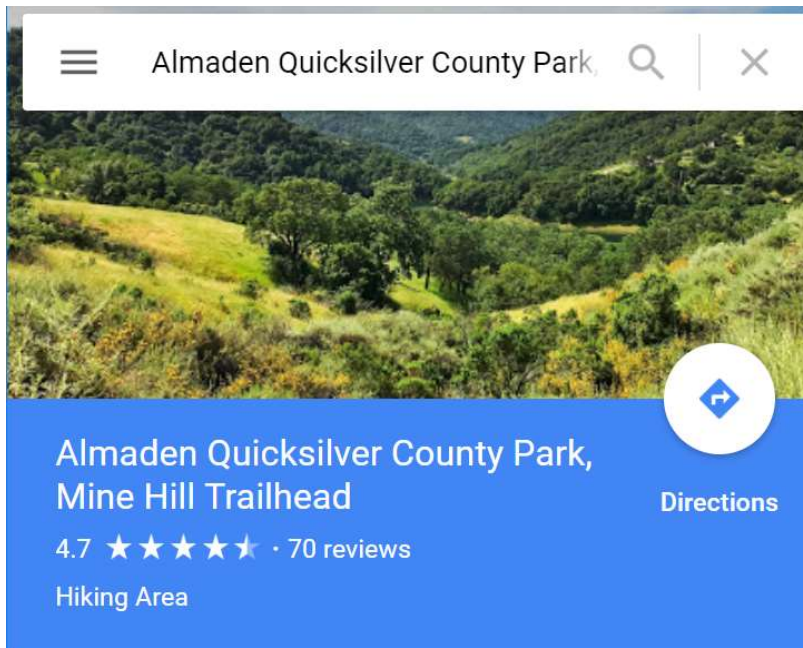 Almaden Quicksilver County Park,
Almaden Quicksilver County Park,
Mine Hill Trailhead
Directions
4.7 · 70 reviews
Hiking Area